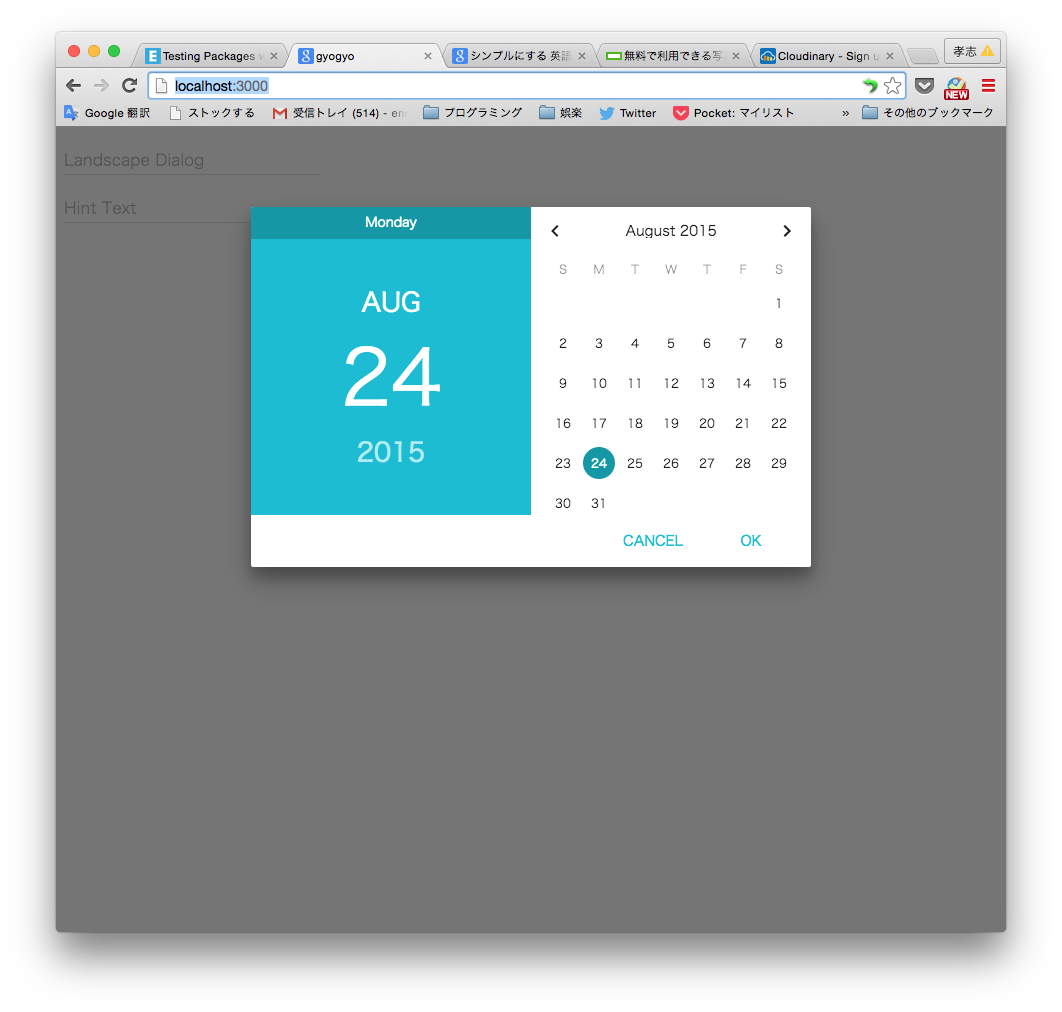 Testing Packages
gyogyo
シンプルにする 英語
無料で利用できる写
Cloudinary - Sign u
孝志
localhost:3000
NEW
Google 翻訳
ストックする
受信トレイ (514) - en
プログラミング
娯楽
Twitter
Pocket: マイリスト
»
その他のブックマーク
Landscape Dialog
Hint Text
Monday
AUG
24
2015
August 2015
S M T W T F S
1
2 3 4 5 6 7 8
9 10 11 12 13 14 15
16 17 18 19 20 21 22
23 24 25 26 27 28 29
30 31
CANCEL OK